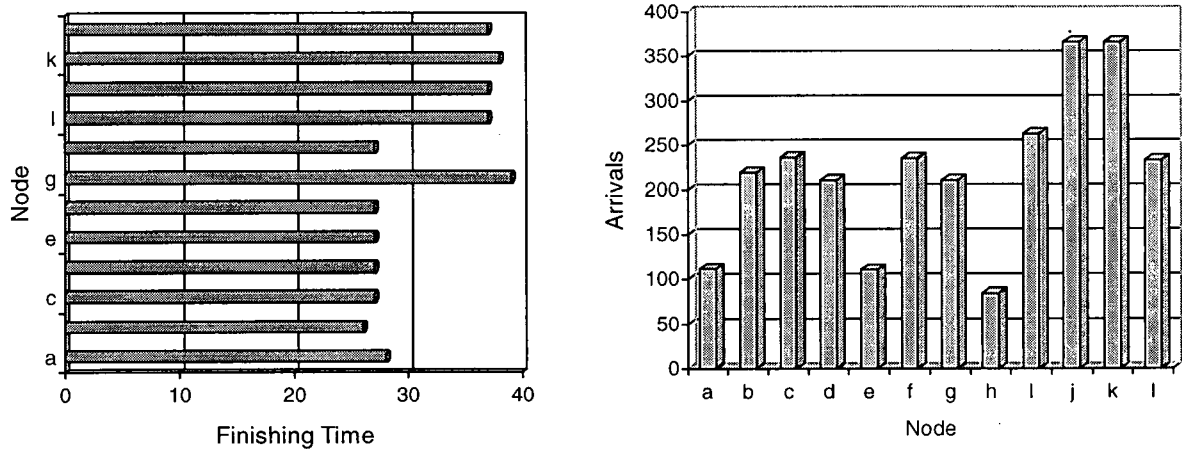 k
l
g
e
c
a
Node
0 10 20 30 40
Finishing Time
400
350
300
250
200
150
100
50
0
Arrivals
a b c d e f g h l j k l
Node